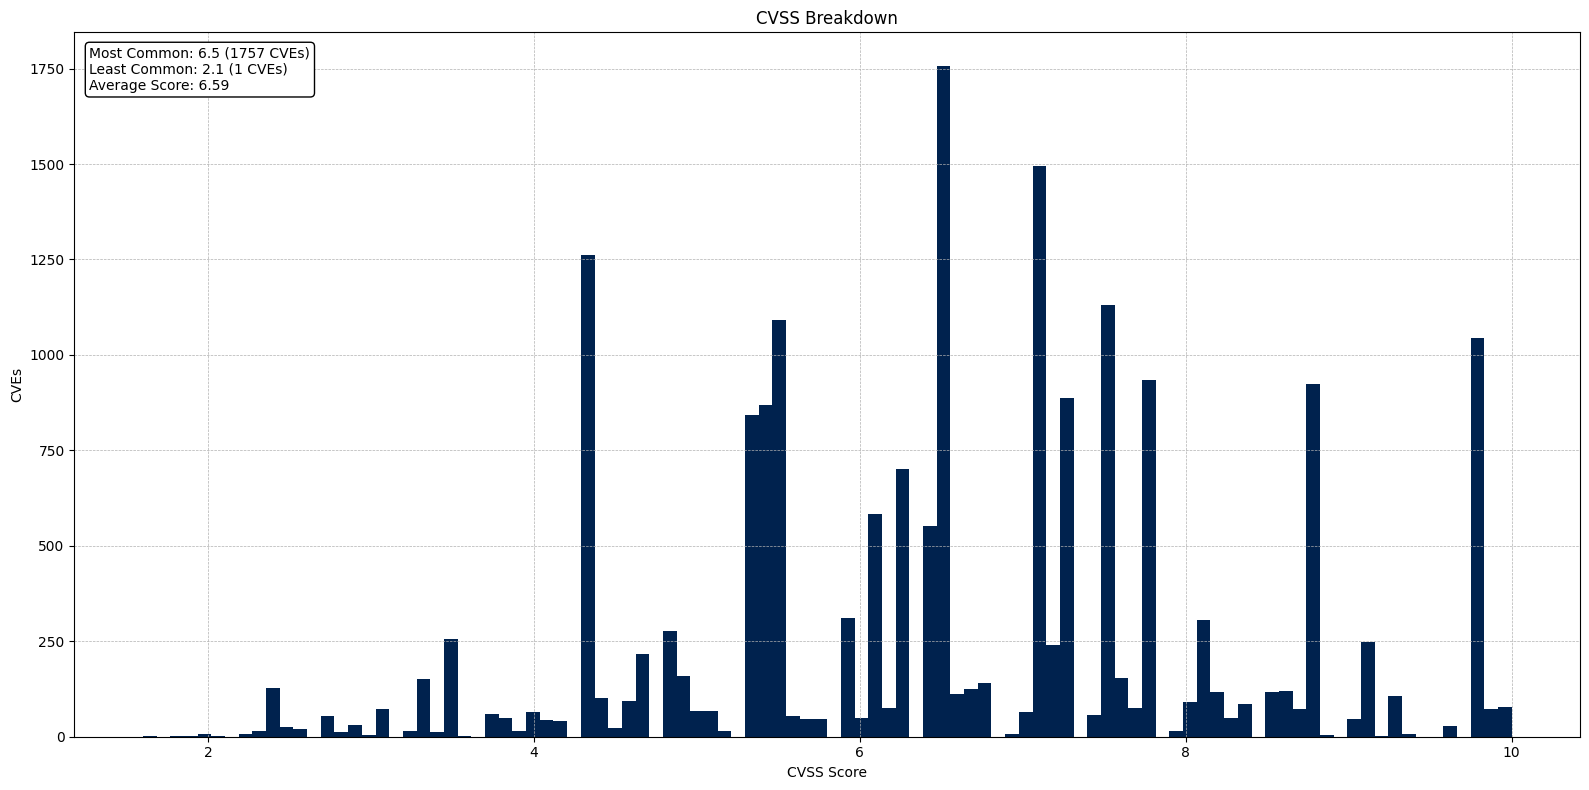 CVSS Breakdown
Most Common: 6.5 (1757 CVEs)
Least Common: 2.1 (1 CVEs)
Average Score: 6.59
1750
1500
1250
1000
750
500
250
0
CVEs
2 4 6 8 10
CVSS Score